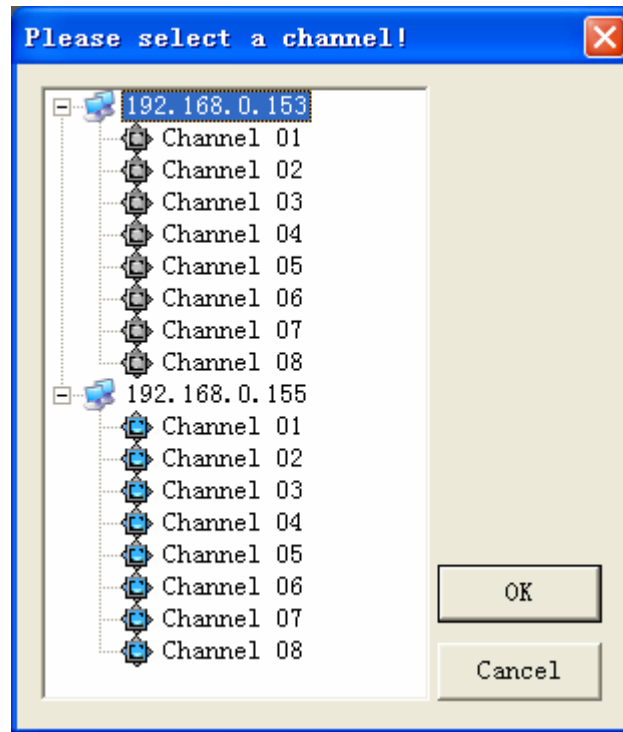 Please select a channel!
192.168.0.153
Channel 01
Channel 02
Channel 03
Channel 04
Channel 05
Channel 06
Channel 07
Channel 08
192.168.0.155
Channel 01
Channel 02
Channel 03
Channel 04
Channel 05
Channel 06
Channel 07
Channel 08
OK
Cancel